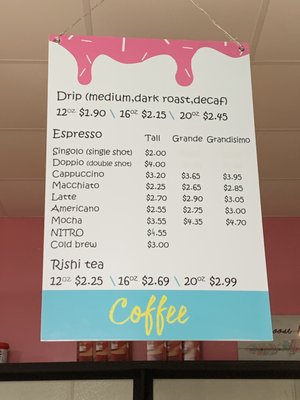 Drip (medium,dark roast,decaf)
12oz $1.90 \ 16oz $2.15 \ 20oz $2.45
Espresso Tall Grande Grandisimo
Singolo (single shot) $2.00
Doppio (double shot) $4.00
Cappuccino $3.20 $3.65 $3.95
Macchiato $2.25 $2.65 $2.85
Latte $2.70 $2.90 $3.05
Americano $2.55 $2.75 $3.00
Mocha $3.55 $4.35 $4.70
NITRO $4.55
Cold brew $3.00
Rishi tea
12oz $2.25 \ 16oz $2.69 \ 20oz $2.99
Coffee